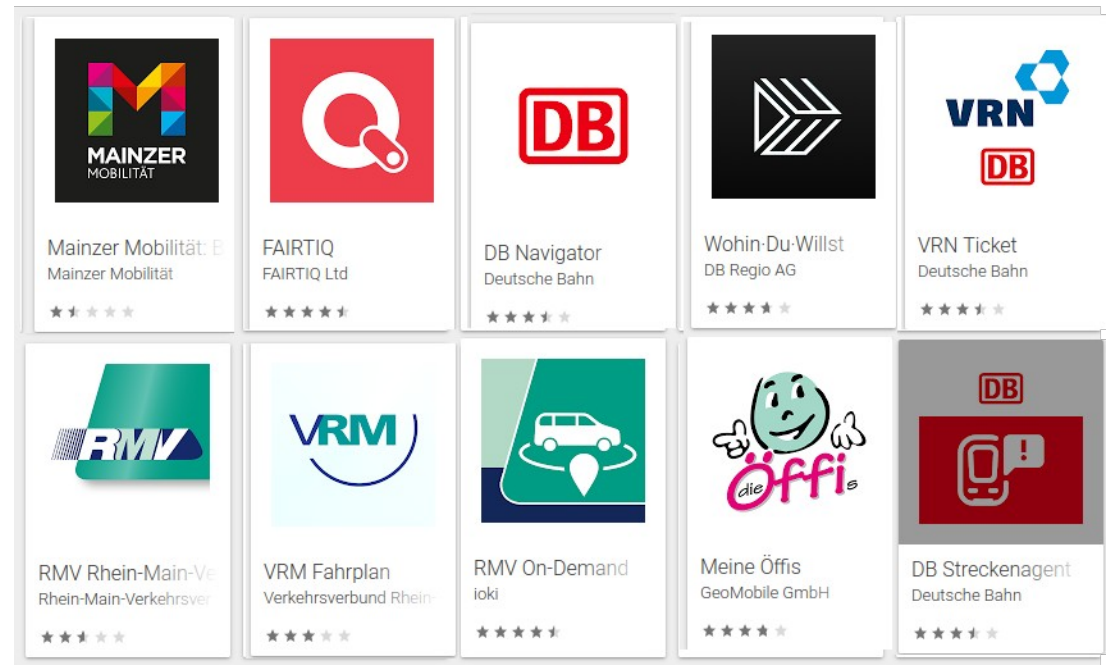 MAINZER
MOBILITÄT
Mainzer Mobilität: B
Mainzer Mobilität
FAIRTIQ
FAIRTIQ Ltd
DB
DB Navigator
Deutsche Bahn
Wohin·Du·Willst
DB Regio AG
VRN
DB
VRN Ticket
Deutsche Bahn
RMV
RMV Rhein-Main-Ve
Rhein-Main-Verkehrsver
VRM
VRM Fahrplan
Verkehrsverbund Rhein-
RMV On-Demand
ioki
die Öffis
Meine Öffis
GeoMobile GmbH
DB
!
DB Streckenagent
Deutsche Bahn